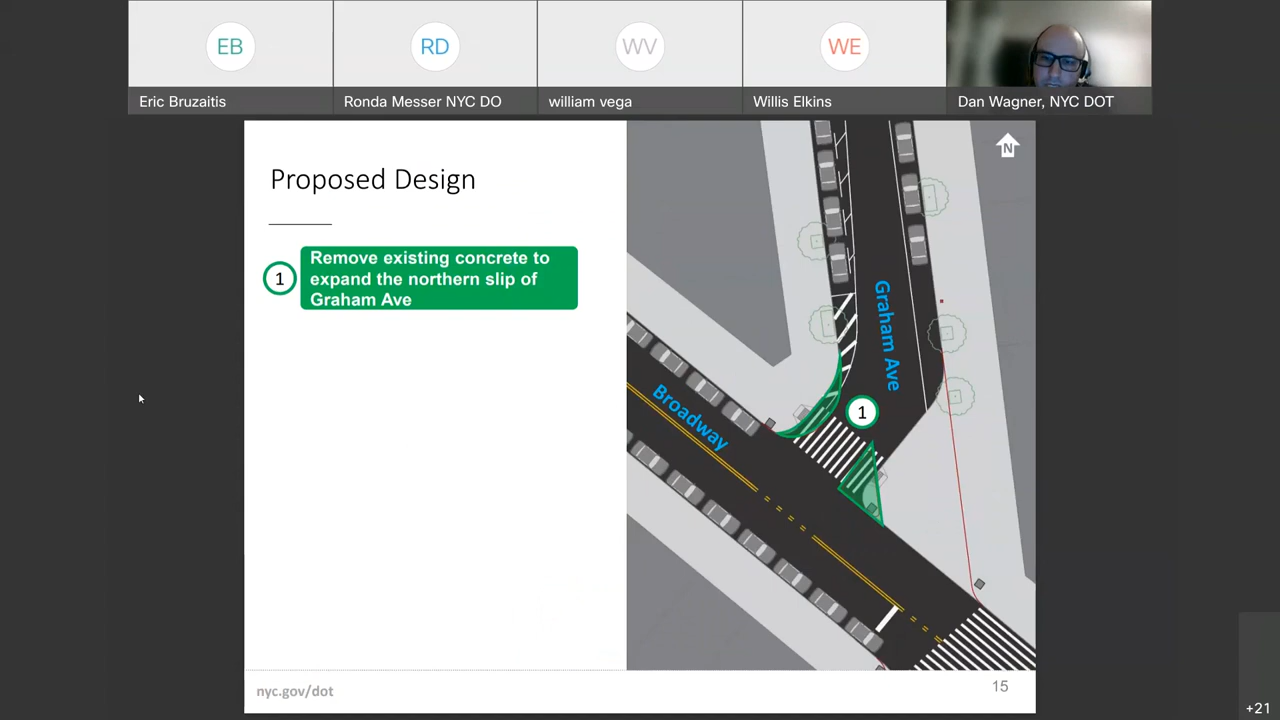 EB
RD
WV
WE
Eric Bruzaitis
Ronda Messer NYC DO
william vega
Willis Elkins
Dan Wagner, NYC DOT
Proposed Design
1
Remove existing concrete to
expand the northern slip of
Graham Ave
N
Graham Ave
Broadway
1
nyc.gov/dot
15
+21